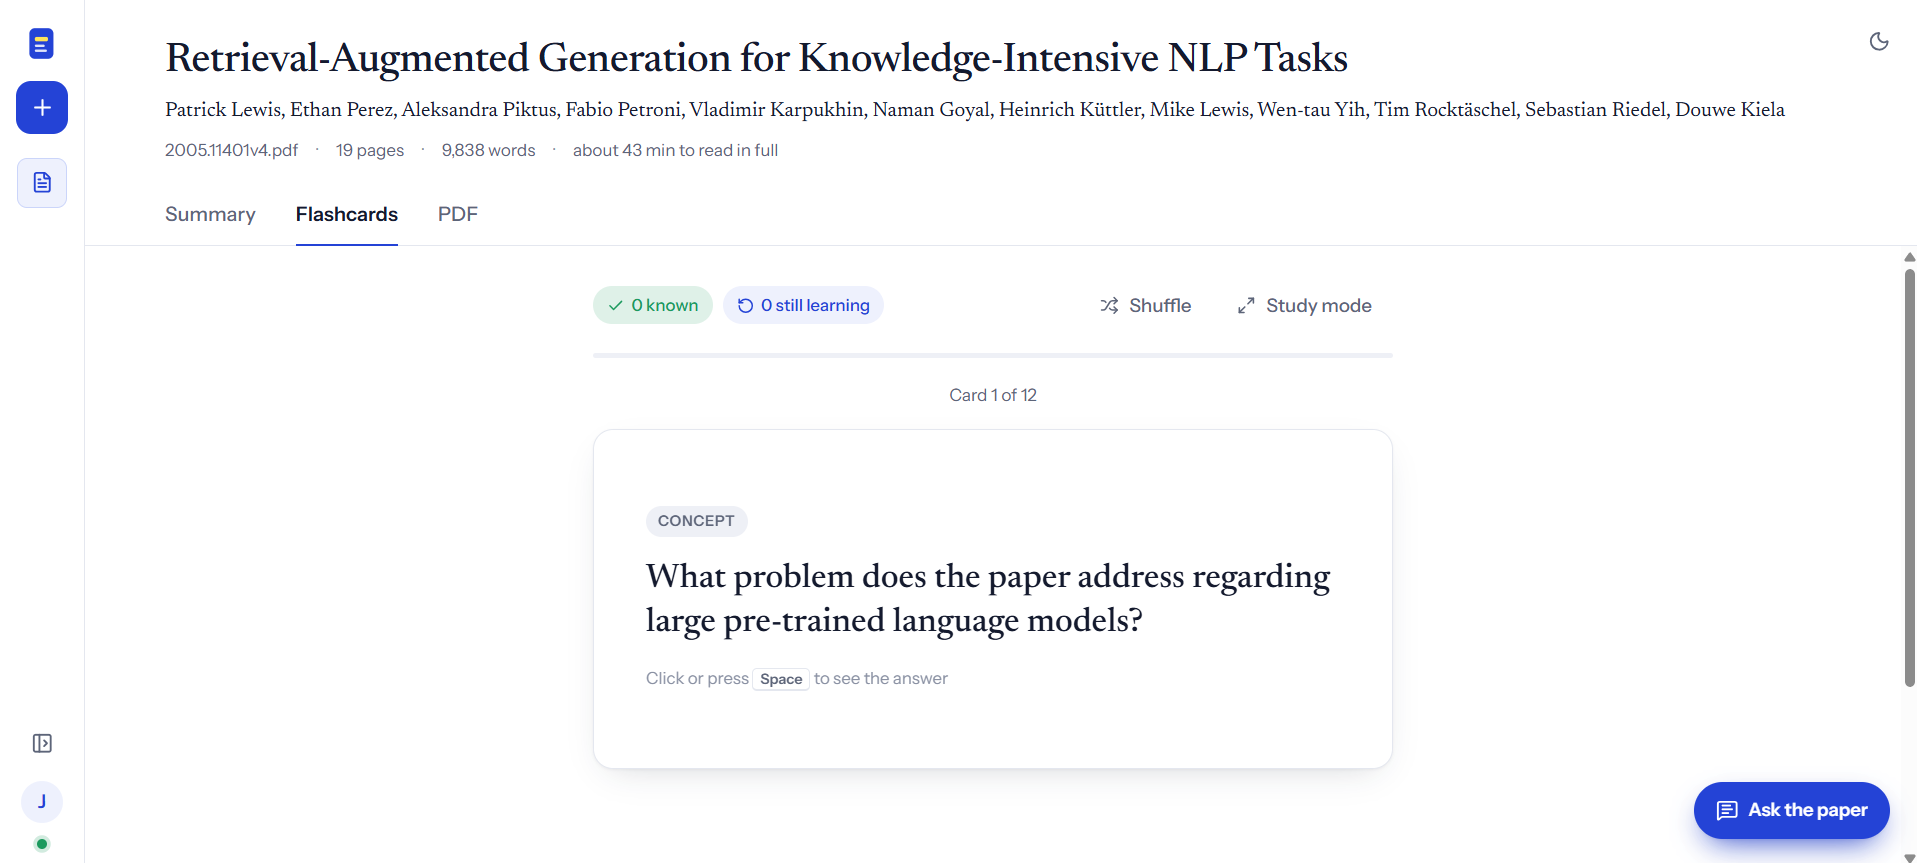 Retrieval-Augmented Generation for Knowledge-Intensive NLP Tasks
Patrick Lewis, Ethan Perez, Aleksandra Piktus, Fabio Petroni, Vladimir Karpukhin, Naman Goyal, Heinrich Küttler, Mike Lewis, Wen-tau Yih, Tim Rocktäschel, Sebastian Riedel, Douwe Kiela
2005.11401v4.pdf · 19 pages · 9,838 words · about 43 min to read in full
Summary Flashcards PDF
0 known 0 still learning Shuffle Study mode
Card 1 of 12
CONCEPT
What problem does the paper address regarding
large pre-trained language models?
Click or press Space to see the answer
J
Ask the paper